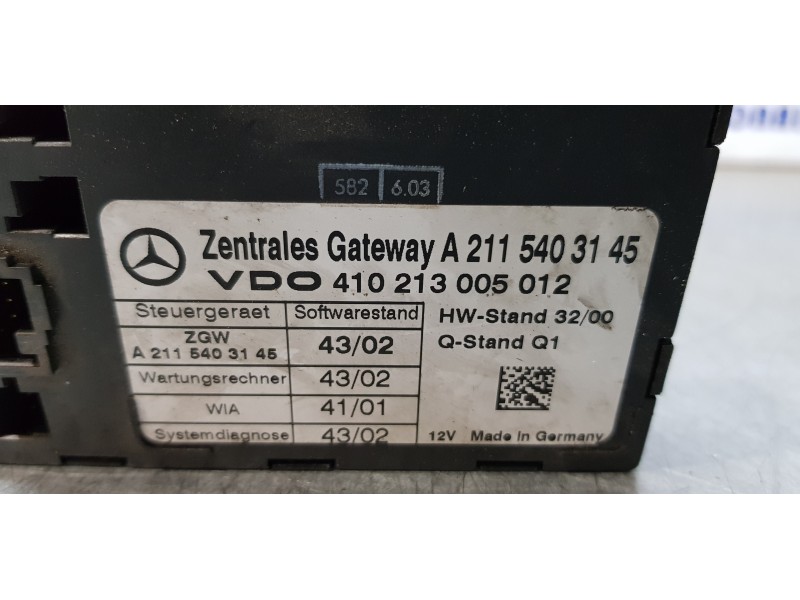 582 6.03
Zentrales Gateway A 211 540 31 45
VDO 410 213 005 012
Steuergeraet Softwarestand
HW-Stand 32/00
ZGW
A 211 540 31 45 43/02
Q-Stand Q1
Wartungsrechner 43/02
WIA 41/01
Systemdiagnose 43/02
12V Made In Germany